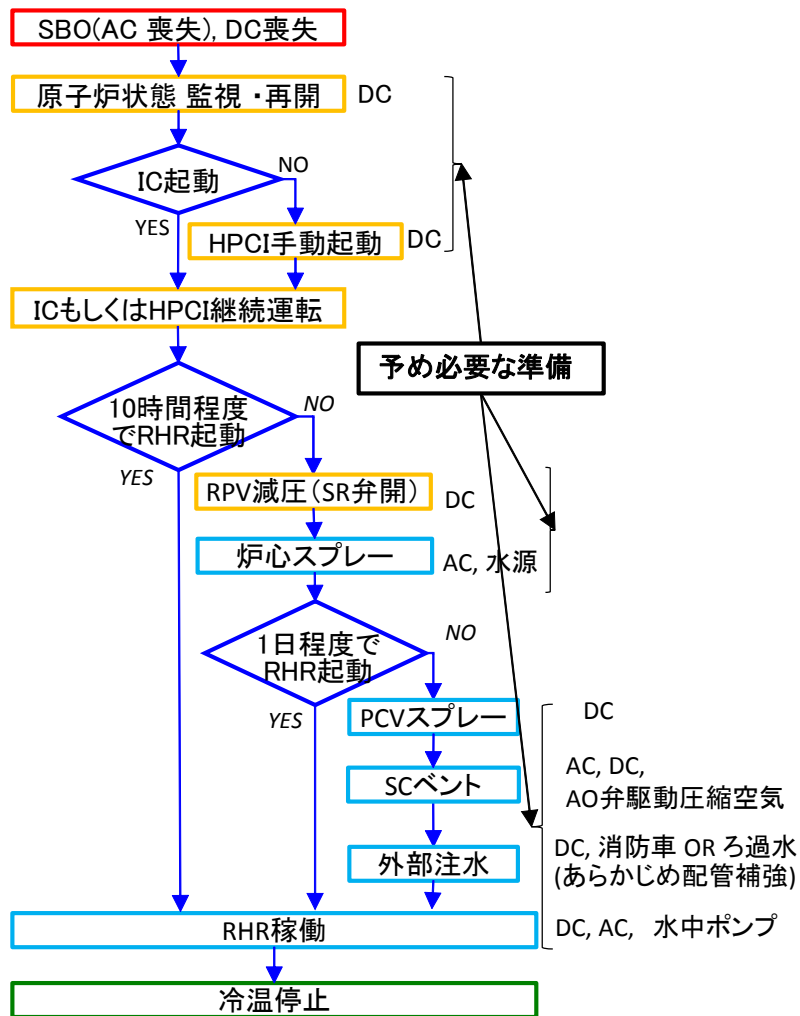 SBO(AC 喪失), DC喪失
原子炉状態 監視・再開
DC
IC起動
NO
YES
HPCI手動起動
DC
ICもしくはHPCI継続運転
予め必要な準備
10時間程度
でRHR起動
NO
YES
RPV減圧（SR弁開）
DC
炉心スプレー
AC, 水源
1日程度で
RHR起動
NO
YES
PCVスプレー
DC
SCベント
AC, DC,
AO弁駆動圧縮空気
外部注水
DC, 消防車 OR ろ過水
(あらかじめ配管補強)
RHR稼働
DC, AC, 水中ポンプ
冷温停止